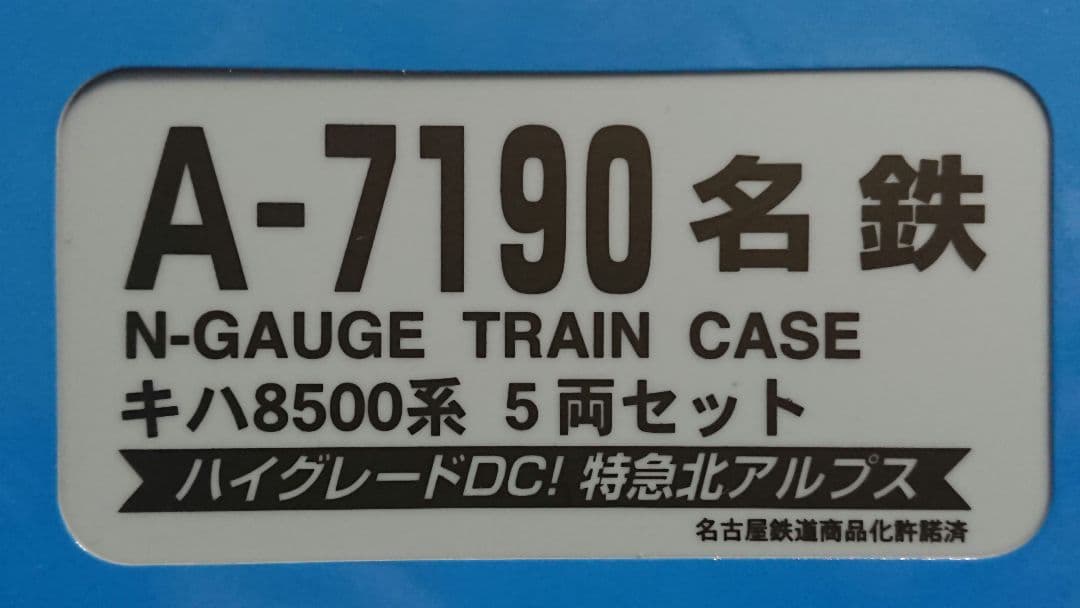 A-7190 名鉄
N-GAUGE TRAIN CASE
キハ8500系 5両セット
ハイグレードDC! 特急北アルプス
名古屋鉄道商品化許諾済